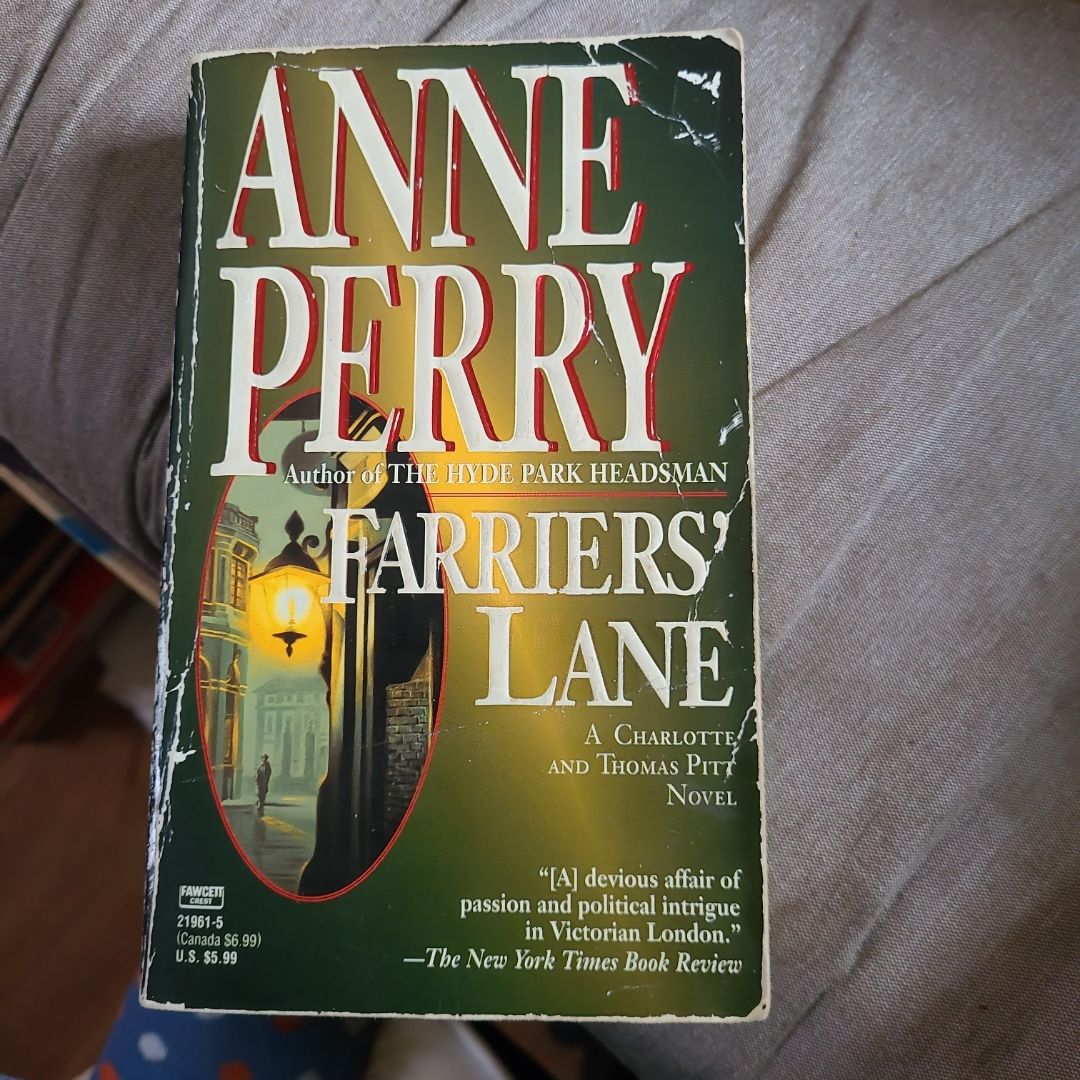 ANNE
PERRY
Author of THE HYDE PARK HEADSMAN
FARRIERS'
LANE
A CHARLOTTE
AND THOMAS PITT
NOVEL
"[A] devious affair of
passion and political intrigue
in Victorian London."
—The New York Times Book Review
FAWCETT
CREST
21961-5
(Canada $6.99)
U.S. $5.99